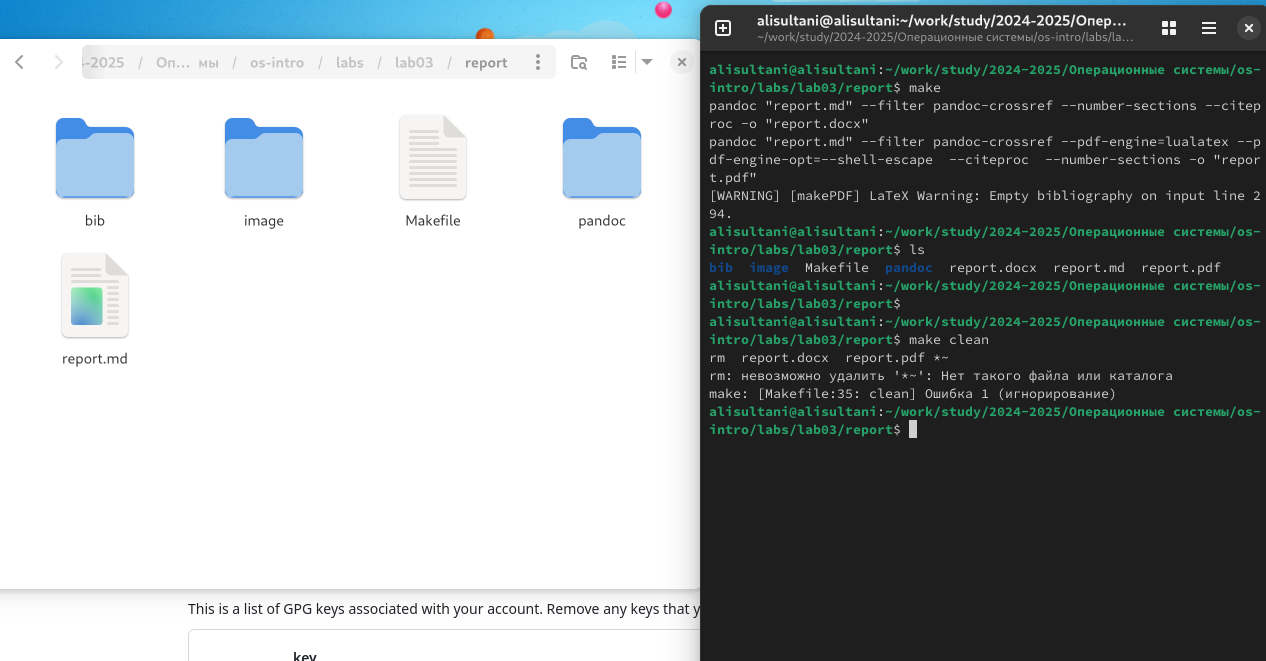 -2025 / Оп… мы / os-intro / labs / lab03 / report
bib
image
Makefile
pandoc
report.md
This is a list of GPG keys associated with your account. Remove any keys that y
key
alisultani@alisultani:~/work/study/2024-2025/Опер…
~/work/study/2024-2025/Операционные системы/os-intro/labs/la…
alisultani@alisultani:~/work/study/2024-2025/Операционные системы/os-
intro/labs/lab03/report$ make
pandoc "report.md" --filter pandoc-crossref --number-sections --citep
roc -o "report.docx"
pandoc "report.md" --filter pandoc-crossref --pdf-engine=lualatex --p
df-engine-opt=--shell-escape  --citeproc  --number-sections -o "repor
t.pdf"
[WARNING] [makePDF] LaTeX Warning: Empty bibliography on input line 2
94.
alisultani@alisultani:~/work/study/2024-2025/Операционные системы/os-
intro/labs/lab03/report$ ls
bib  image  Makefile  pandoc  report.docx  report.md  report.pdf
alisultani@alisultani:~/work/study/2024-2025/Операционные системы/os-
intro/labs/lab03/report$
alisultani@alisultani:~/work/study/2024-2025/Операционные системы/os-
intro/labs/lab03/report$ make clean
rm  report.docx  report.pdf *~
rm: невозможно удалить '*~': Нет такого файла или каталога
make: [Makefile:35: clean] Ошибка 1 (игнорирование)
alisultani@alisultani:~/work/study/2024-2025/Операционные системы/os-
intro/labs/lab03/report$